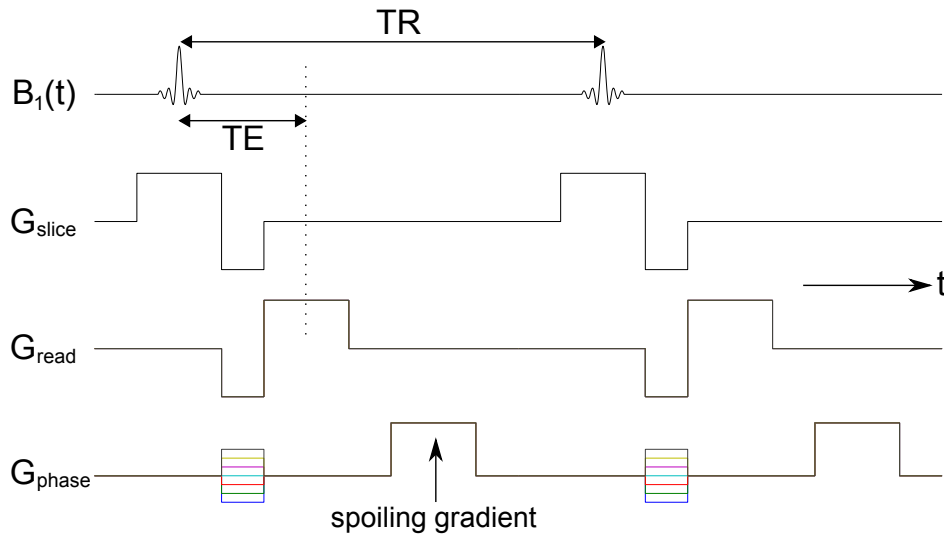 TR
B₁(t)
TE
Gslice
t
Gread
Gphase
spoiling gradient